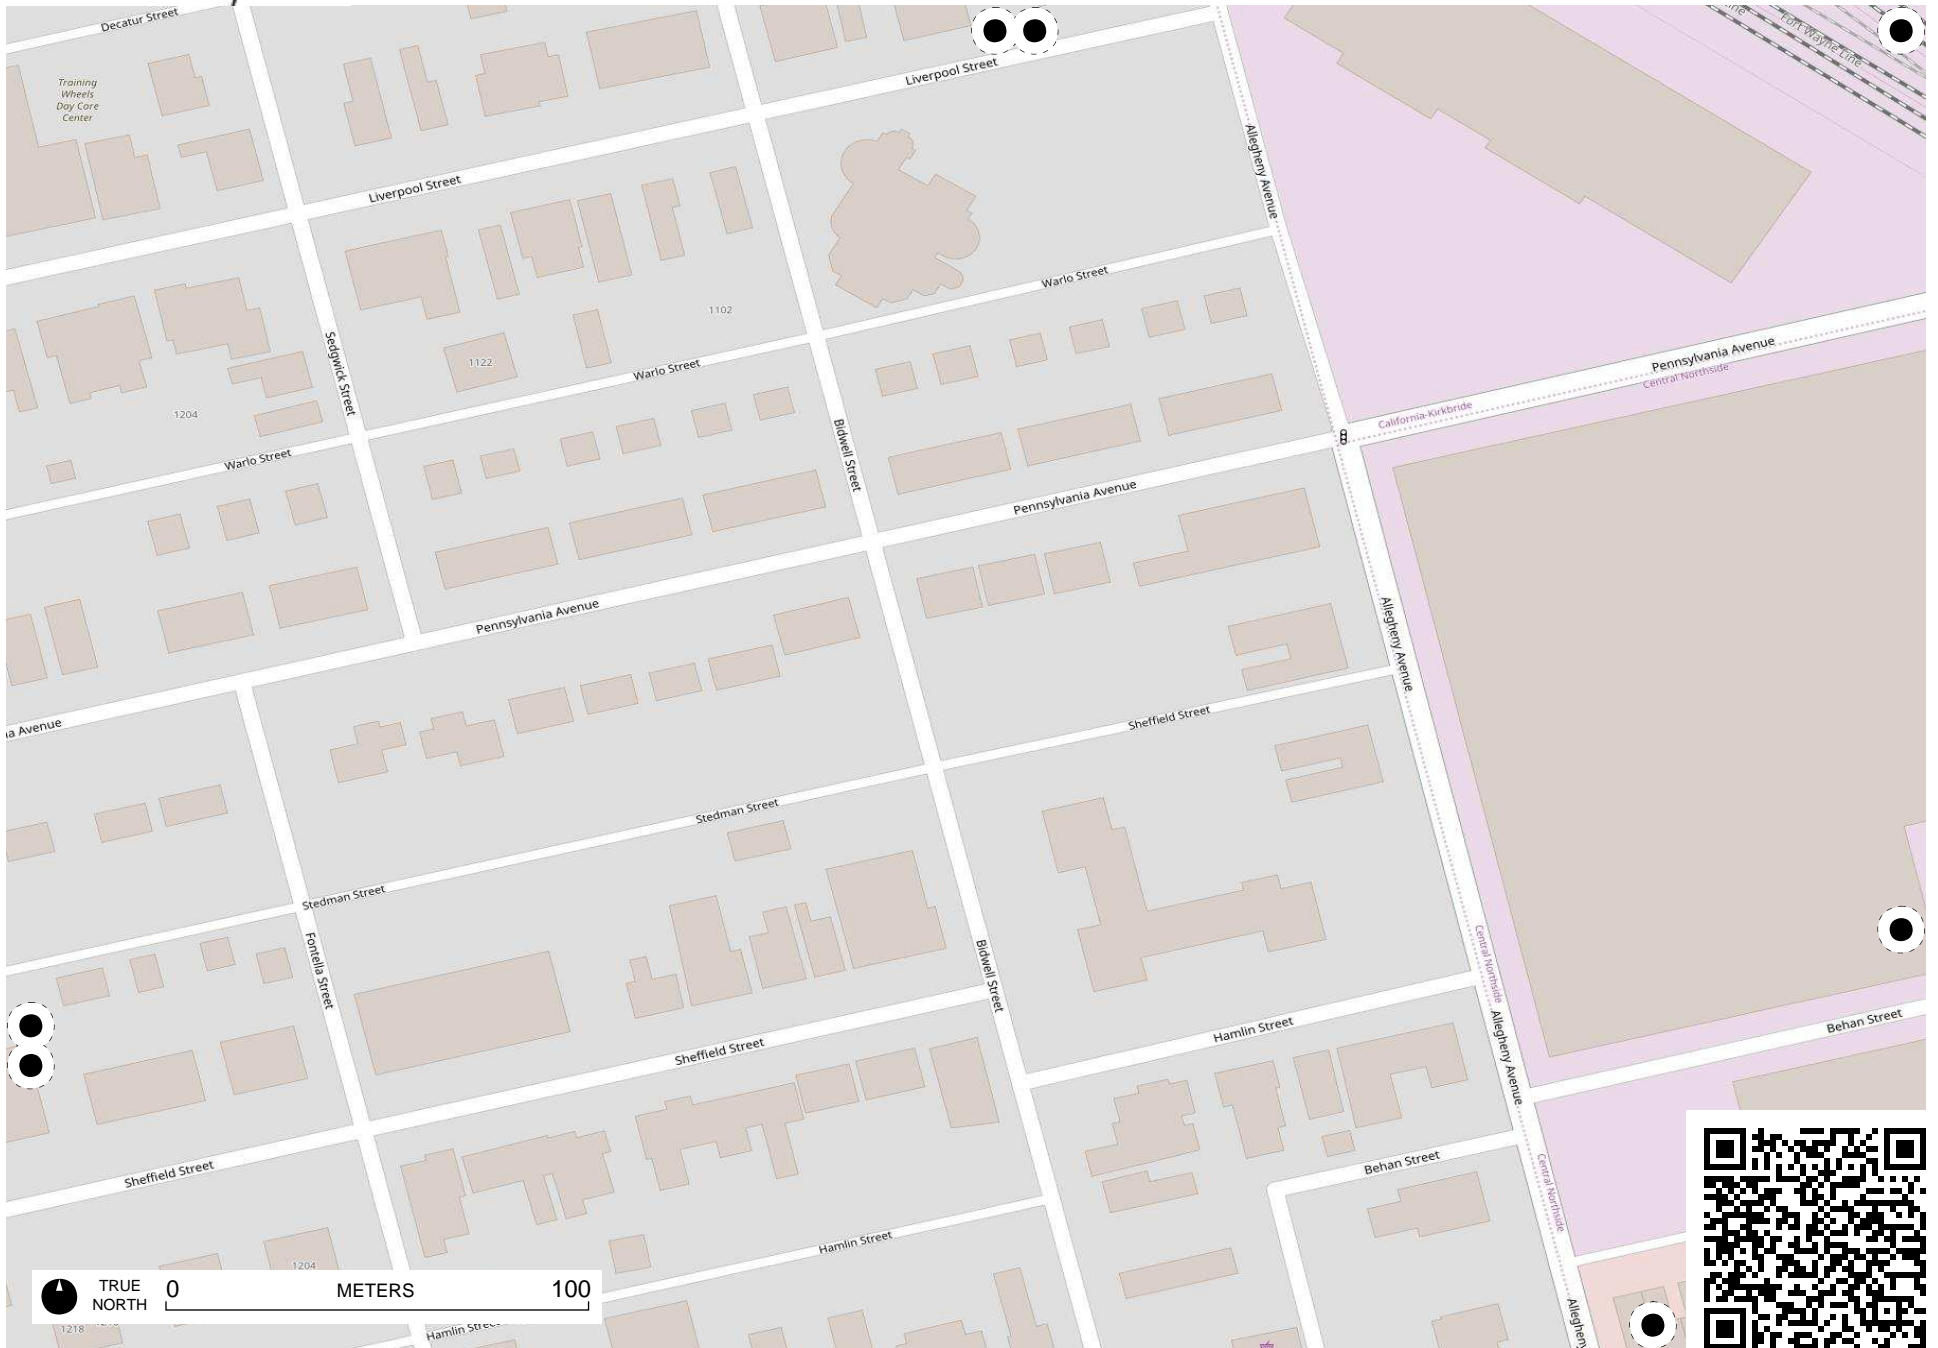 Decatur Street
Fort Wayne Line
Liverpool Street
Training
Wheels
Day Care
Center
Allegheny Avenue
Liverpool Street
Warlo Street
1102
Sedgwick Street
Pennsylvania Avenue
Central Northside
1122
Warlo Street
1204
California-Kirkbride
Bidwell Street
Warlo Street
Pennsylvania Avenue
Pennsylvania Avenue
Allegheny Avenue
Sheffield Street
Avenue
Stedman Street
Stedman Street
Fontella Street
Bidwell Street
Central Northside
Allegheny Avenue
Behan Street
Hamlin Street
Sheffield Street
Behan Street
Sheffield Street
Central Northside
Hamlin Street
1204
TRUE
NORTH
0 METERS 100
1218
Hamlin Street
Allegheny